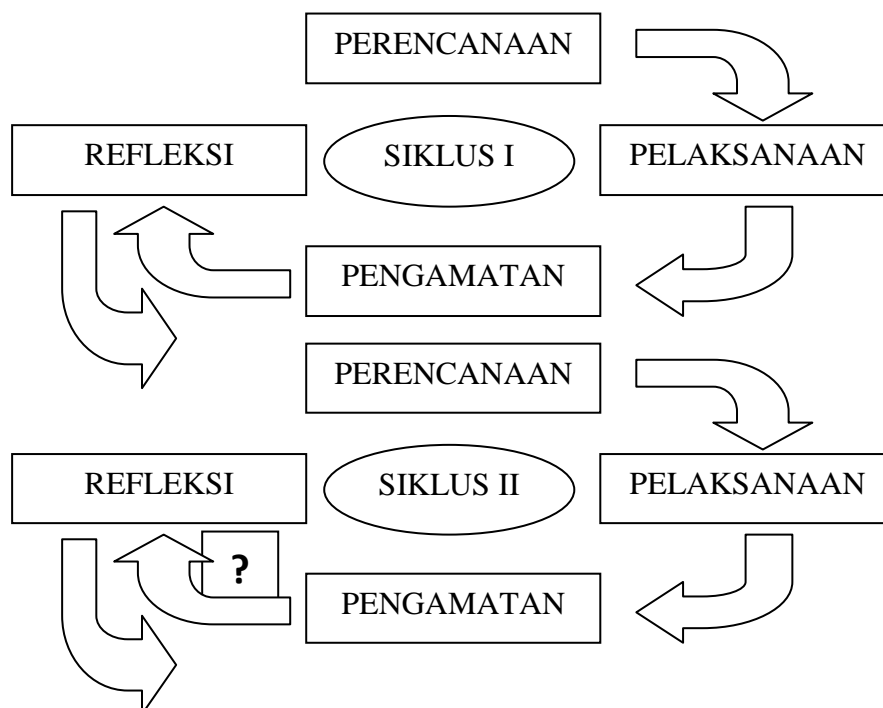 PERENCANAAN
REFLEKSI
SIKLUS I
PELAKSANAAN
PENGAMATAN
PERENCANAAN
REFLEKSI
SIKLUS II
PELAKSANAAN
?
PENGAMATAN